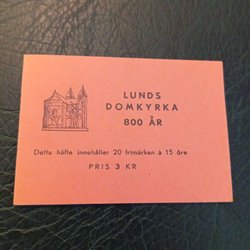 LUNDS
DOMKYRKA
800 ÅR
Detta häfte innehåller 20 frimärken à 15 öre
PRIS 3 KR